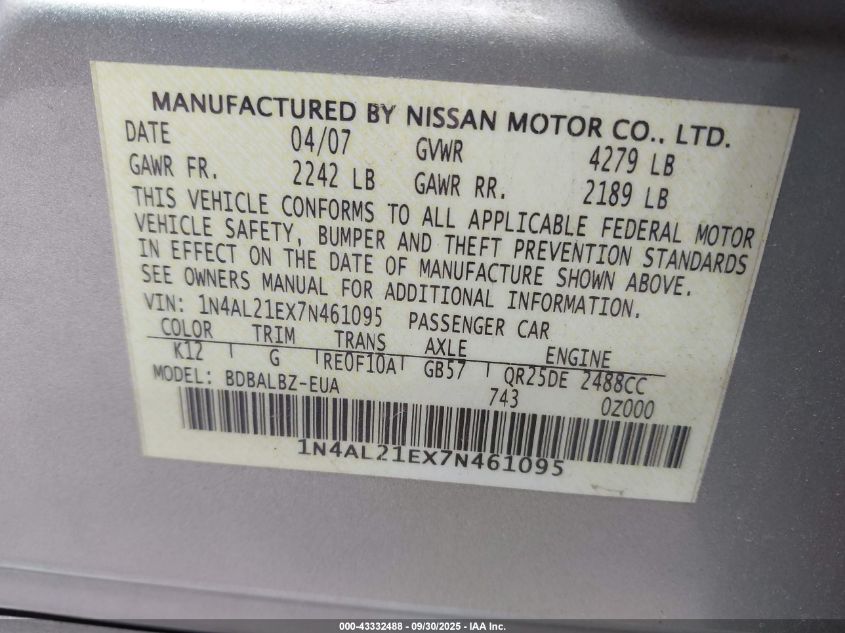 MANUFACTURED BY NISSAN MOTOR CO., LTD.
DATE 04/07 GVWR 4279 LB
GAWR FR. 2242 LB GAWR RR. 2189 LB
THIS VEHICLE CONFORMS TO ALL APPLICABLE FEDERAL MOTOR
VEHICLE SAFETY, BUMPER AND THEFT PREVENTION STANDARDS
IN EFFECT ON THE DATE OF MANUFACTURE SHOWN ABOVE.
SEE OWNERS MANUAL FOR ADDITIONAL INFORMATION.
VIN: 1N4AL21EX7N461095 PASSENGER CAR
COLOR TRIM TRANS AXLE ENGINE
K12 G RE0F10A GB57 QR25DE 2488CC
MODEL: BDBALBZ-EUA 743 0Z000
1N4AL21EX7N461095
000-43332488 - 09/30/2025 - IAA Inc.